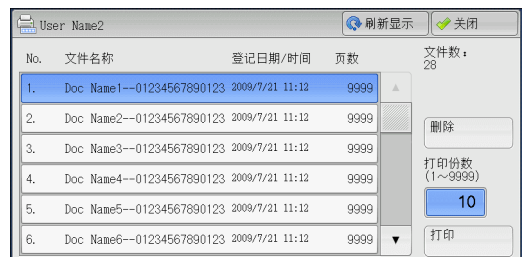 User Name2
刷新显示
关闭
No. 文件名称 登记日期/时间 页数
文件数：
28
1. Doc Name1--01234567890123 2009/7/21 11:12 9999
2. Doc Name2--01234567890123 2009/7/21 11:12 9999
3. Doc Name3--01234567890123 2009/7/21 11:12 9999
4. Doc Name4--01234567890123 2009/7/21 11:12 9999
5. Doc Name5--01234567890123 2009/7/21 11:12 9999
6. Doc Name6--01234567890123 2009/7/21 11:12 9999
删除
打印份数
(1～9999)
10
打印